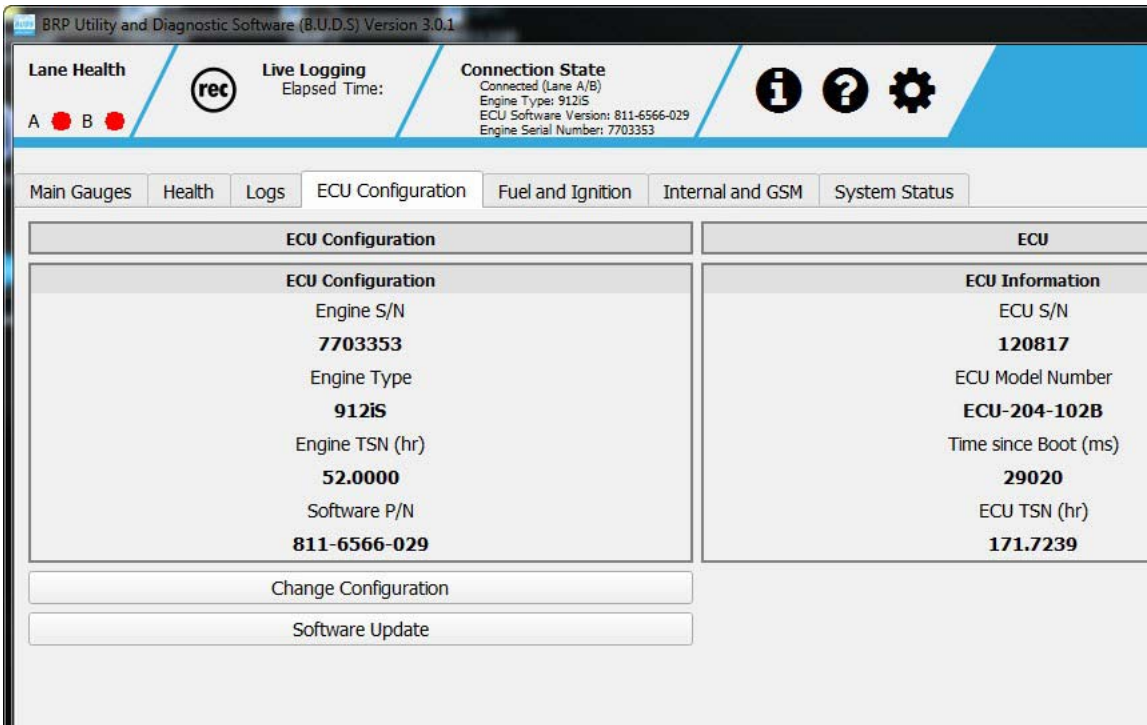 BRP Utility and Diagnostic Software (B.U.D.S) Version 3.0.1
Lane Health
A B
rec
Live Logging
Elapsed Time:
Connection State
Connected (Lane A/B)
Engine Type: 912iS
ECU Software Version: 811-6566-029
Engine Serial Number: 7703353
Main Gauges
Health
Logs
ECU Configuration
Fuel and Ignition
Internal and GSM
System Status
ECU Configuration
ECU Configuration
Engine S/N
7703353
Engine Type
912iS
Engine TSN (hr)
52.0000
Software P/N
811-6566-029
Change Configuration
Software Update
ECU
ECU Information
ECU S/N
120817
ECU Model Number
ECU-204-102B
Time since Boot (ms)
29020
ECU TSN (hr)
171.7239